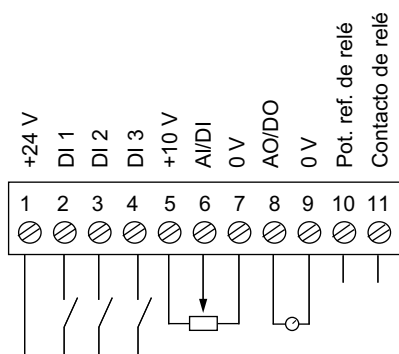 +24 V
DI 1
DI 2
DI 3
+10 V
AI/DI
0 V
AO/DO
0 V
Pot. ref. de relé
Contacto de relé
1 2 3 4 5 6 7 8 9 10 11